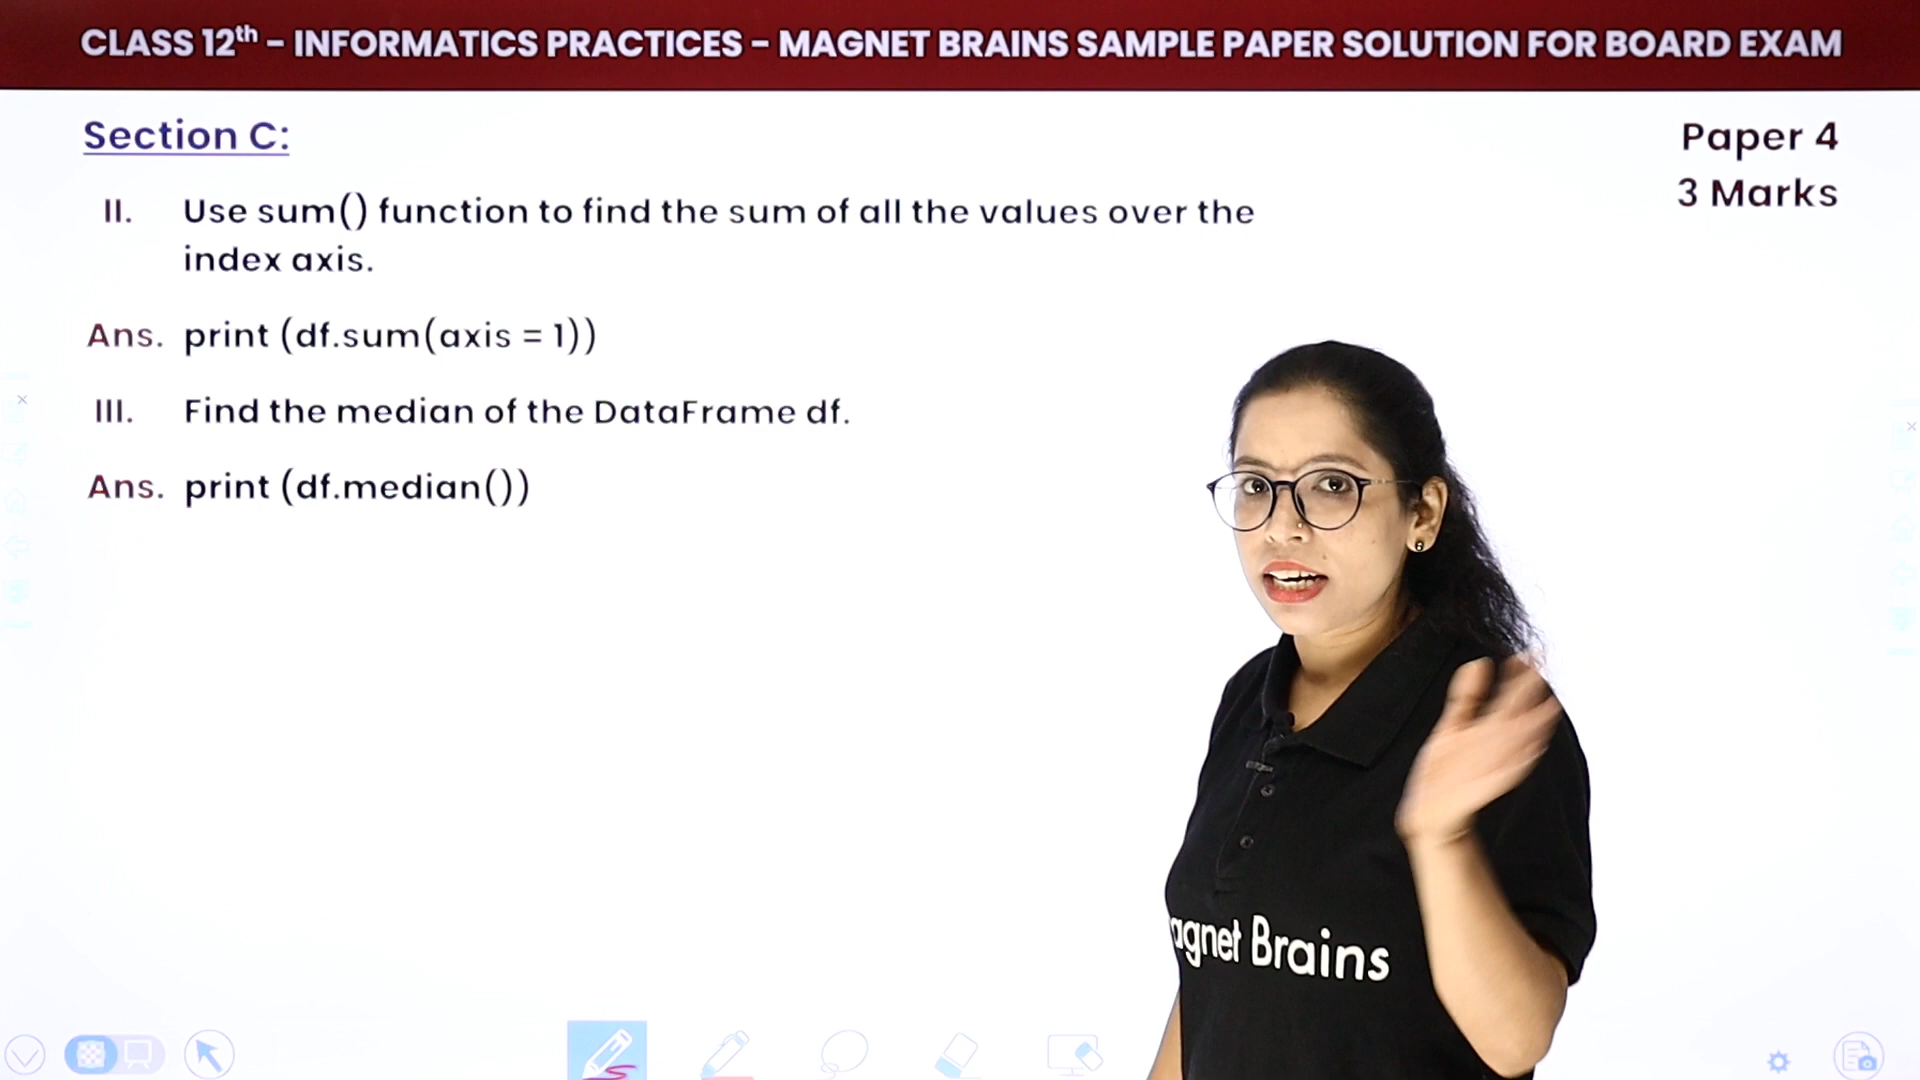 CLASS 12th – INFORMATICS PRACTICES – MAGNET BRAINS SAMPLE PAPER SOLUTION FOR BOARD EXAM
Section C:
Paper 4
3 Marks
II. Use sum() function to find the sum of all the values over the
index axis.
Ans. print (df.sum(axis = 1))
III. Find the median of the DataFrame df.
Ans. print (df.median())
agnet Brains